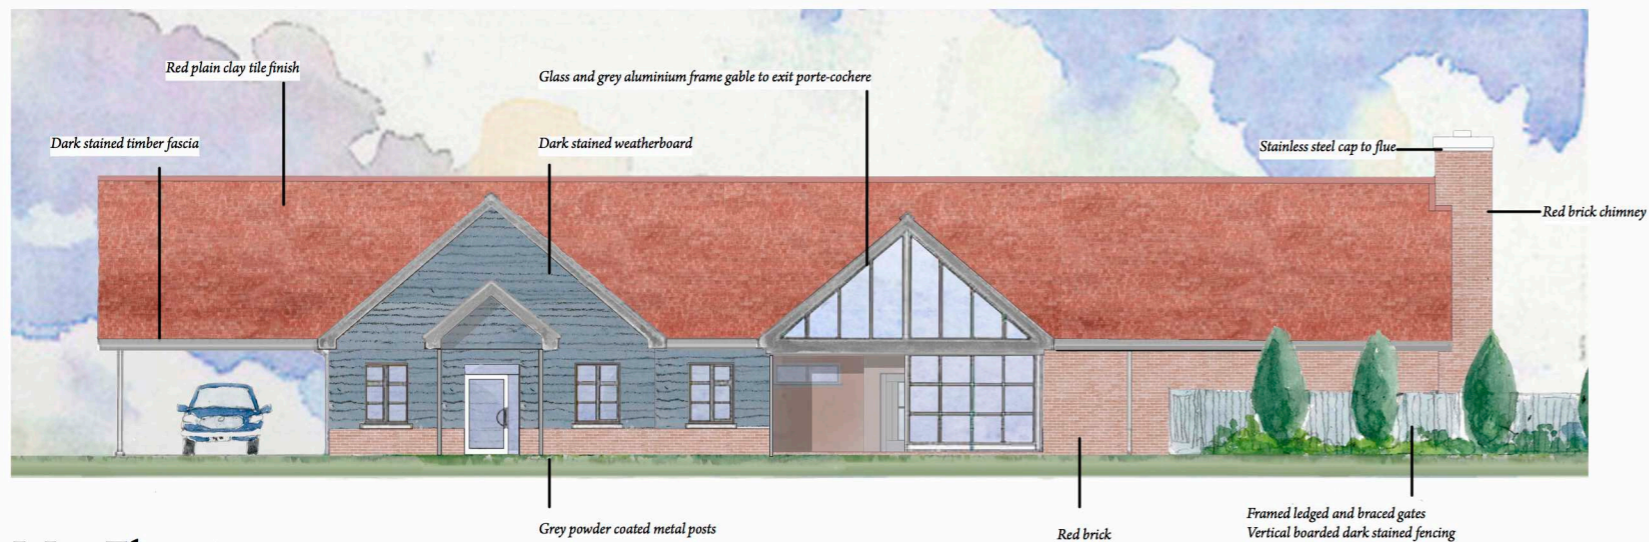 Red plain clay tile finish
Glass and grey aluminium frame gable to exit porte-cochere
Dark stained timber fascia
Dark stained weatherboard
Stainless steel cap to flue
Red brick chimney
Grey powder coated metal posts
Red brick
Framed ledged and braced gates
Vertical boarded dark stained fencing